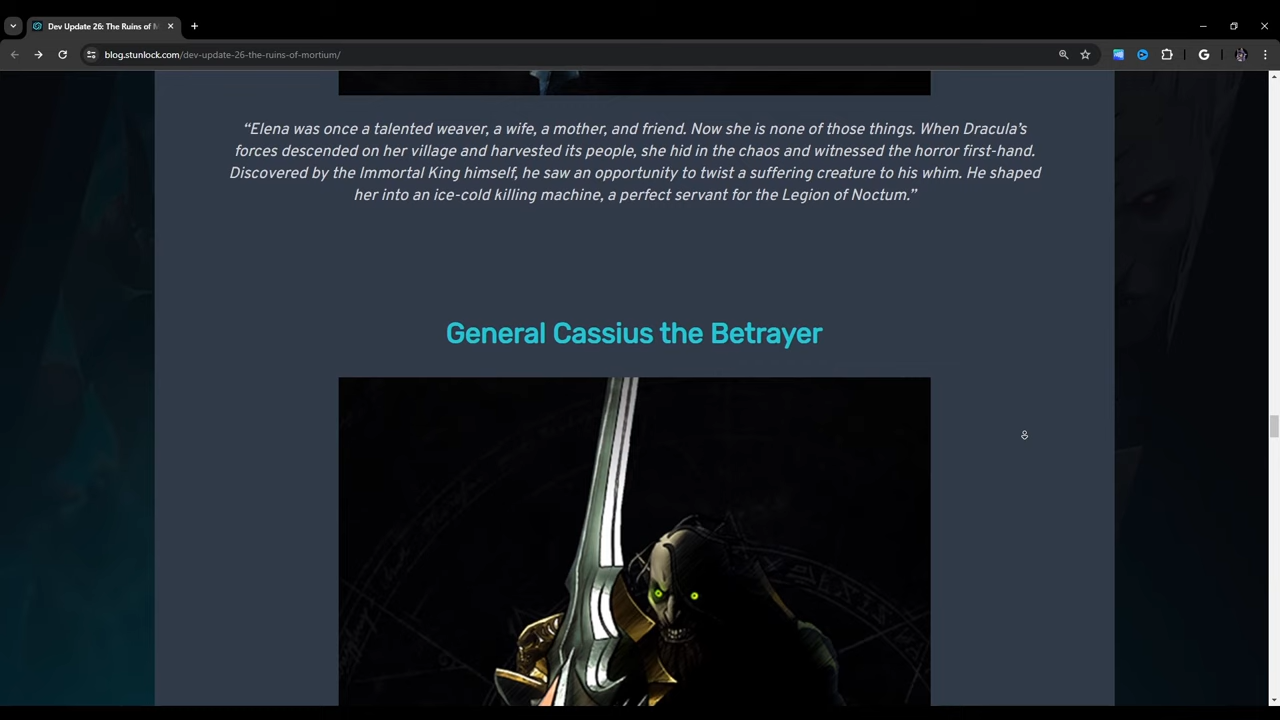 Dev Update 26: The Ruins of M
blog.stunlock.com/dev-update-26-the-ruins-of-mortium/
“Elena was once a talented weaver, a wife, a mother, and friend. Now she is none of those things. When Dracula’s
forces descended on her village and harvested its people, she hid in the chaos and witnessed the horror first-hand.
Discovered by the Immortal King himself, he saw an opportunity to twist a suffering creature to his whim. He shaped
her into an ice-cold killing machine, a perfect servant for the Legion of Noctum.”
General Cassius the Betrayer